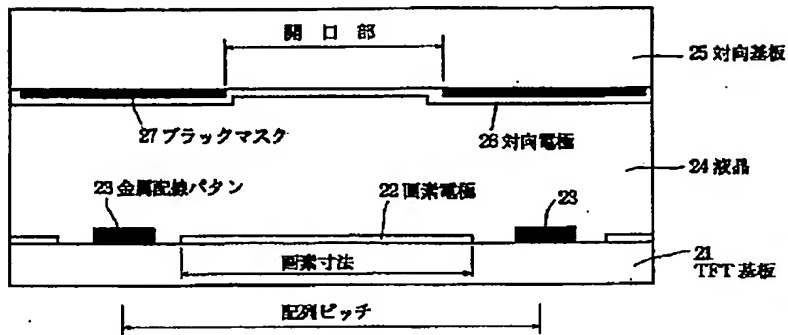 開口部
25 対向基板
27 ブラックマスク
26 対向電極
24 液晶
23 金属配線パタン
22 画素電極
23
画素寸法
21
TFT 基板
配列ピッチ